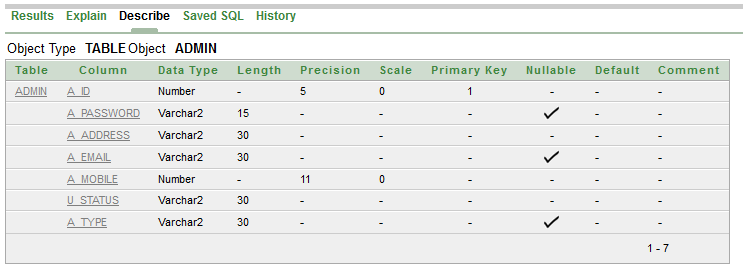 Results Explain Describe Saved SQL History
Object Type TABLE Object ADMIN
Table Column Data Type Length Precision Scale Primary Key Nullable Default Comment
ADMIN A_ID Number - 5 0 1 - - -
A_PASSWORD Varchar2 15 - - - ✓ - -
A_ADDRESS Varchar2 30 - - - - - -
A_EMAIL Varchar2 30 - - - ✓ - -
A_MOBILE Number - 11 0 - - - -
U_STATUS Varchar2 30 - - - - - -
A_TYPE Varchar2 30 - - - ✓ - -
1 - 7